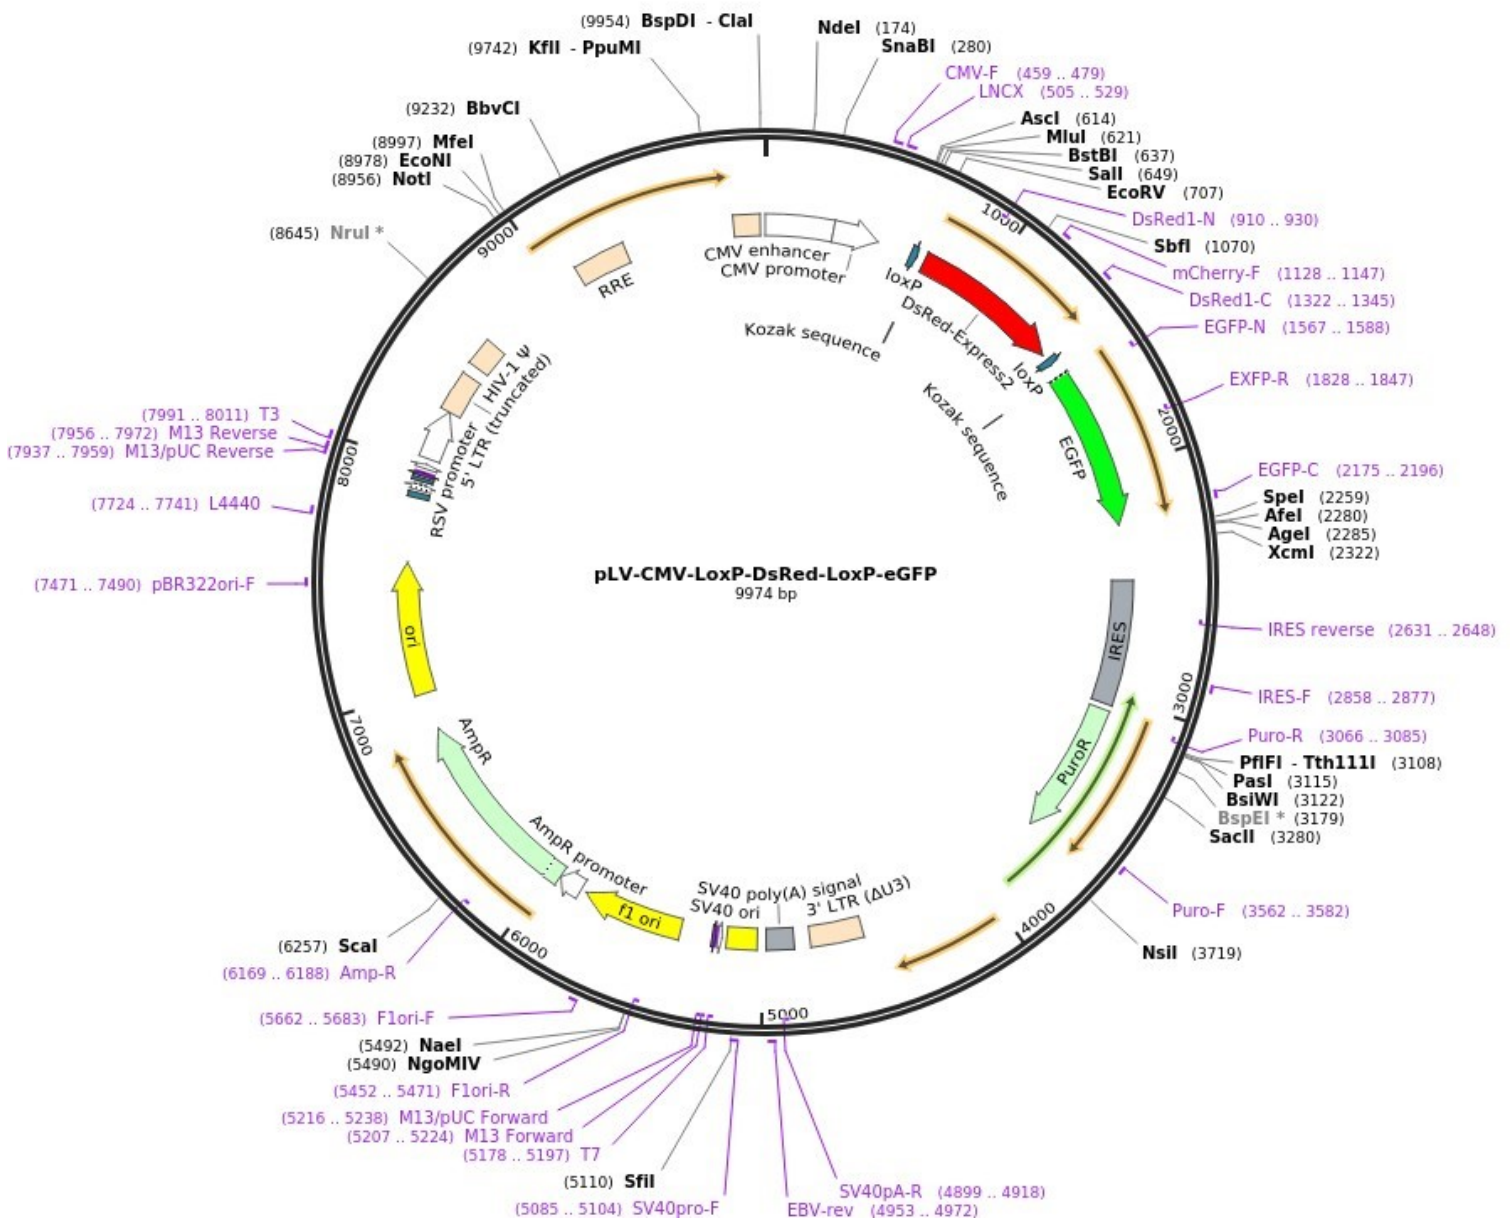 (9954) BspDI - ClaI
(9742) KflI - PpuMI
(9232) BbvCI
(8997) MfeI
(8978) EcoNI
(8956) NotI
(8645) NruI *
NdeI (174)
SnaBI (280)
CMV-F (459 .. 479)
LNCX (505 .. 529)
AscI (614)
MluI (621)
BstBI (637)
SalI (649)
EcoRV (707)
DsRed1-N (910 .. 930)
SbfI (1070)
mCherry-F (1128 .. 1147)
DsRed1-C (1322 .. 1345)
EGFP-N (1567 .. 1588)
EXFP-R (1828 .. 1847)
EGFP-C (2175 .. 2196)
SpeI (2259)
AfeI (2280)
AgeI (2285)
XcmI (2322)
IRES reverse (2631 .. 2648)
IRES-F (2858 .. 2877)
Puro-R (3066 .. 3085)
PflFI - Tth111I (3108)
PasI (3115)
BsiWI (3122)
BspEI * (3179)
SacII (3280)
Puro-F (3562 .. 3582)
NsiI (3719)
SV40pA-R (4899 .. 4918)
EBV-rev (4953 .. 4972)
(5085 .. 5104) SV40pro-F
(5110) SfiI
(5178 .. 5197) T7
(5207 .. 5224) M13 Forward
(5216 .. 5238) M13/pUC Forward
(5452 .. 5471) F1ori-R
(5490) NgoMIV
(5492) NaeI
(5662 .. 5683) F1ori-F
(6169 .. 6188) Amp-R
(6257) ScaI
(7471 .. 7490) pBR322ori-F
(7724 .. 7741) L4440
(7937 .. 7959) M13/pUC Reverse
(7956 .. 7972) M13 Reverse
(7991 .. 8011) T3
1000
2000
3000
4000
5000
6000
7000
8000
9000
CMV enhancer
CMV promoter
loxP
DsRed-Express2
Kozak sequence
loxP
Kozak sequence
EGFP
IRES
PuroR
3' LTR (ΔU3)
SV40 poly(A) signal
SV40 ori
f1 ori
AmpR promoter
AmpR
ori
RSV promoter
5' LTR (truncated)
HIV-1 Ψ
RRE
pLV-CMV-LoxP-DsRed-LoxP-eGFP
9974 bp